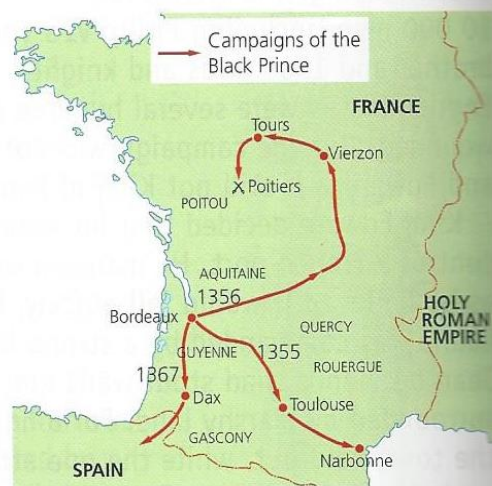 Campaigns of the
Black Prince
FRANCE
Tours
Vierzon
Poitiers
POITOU
AQUITAINE
1356
HOLY
ROMAN
EMPIRE
Bordeaux
QUERCY
GUYENNE
1355
ROUERGUE
1367
Dax
Toulouse
GASCONY
Narbonne
SPAIN